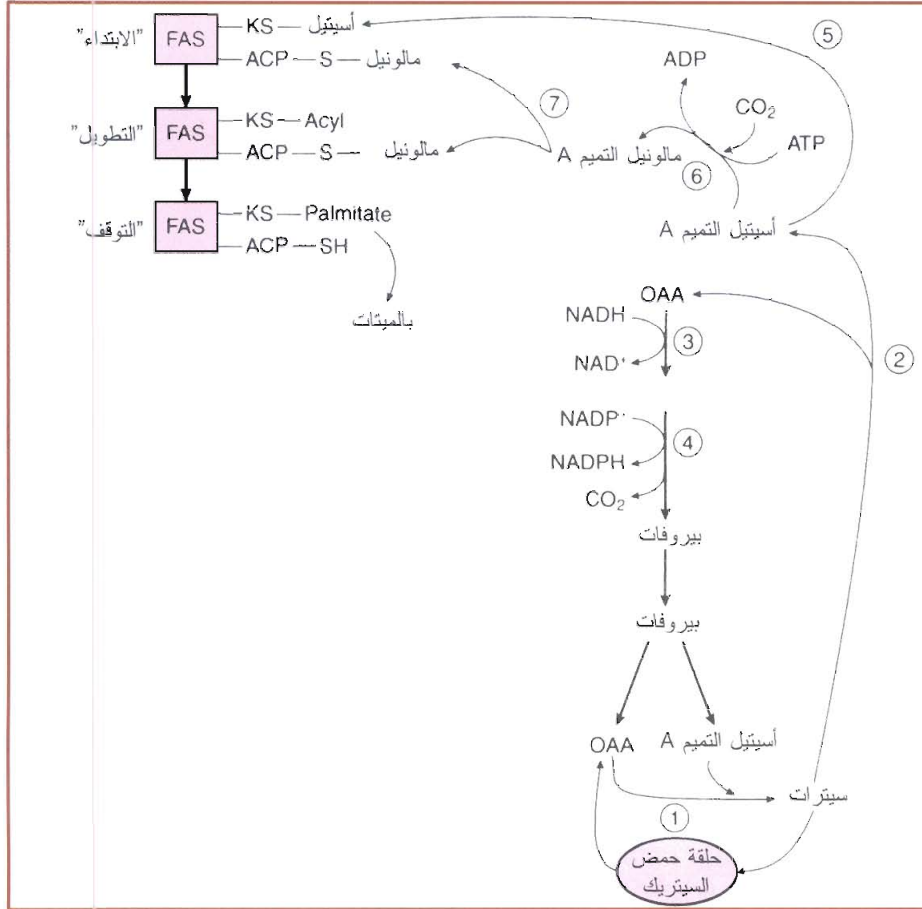 "الابتداء"
FAS
KS — أسيتيل
ACP — S — مالونيل
"التطويل"
FAS
KS — Acyl
ACP — S — مالونيل
"التوقف"
FAS
KS — Palmitate
ACP — SH
بالميتات
5
ADP
CO₂
ATP
7
6
مالونيل التميم A
أسيتيل التميم A
2
OAA
NADH
3
NAD⁺
NADP⁺
4
NADPH
CO₂
بيروفات
بيروفات
OAA
أسيتيل التميم A
سيترات
1
حلقة حمض
السيتريك